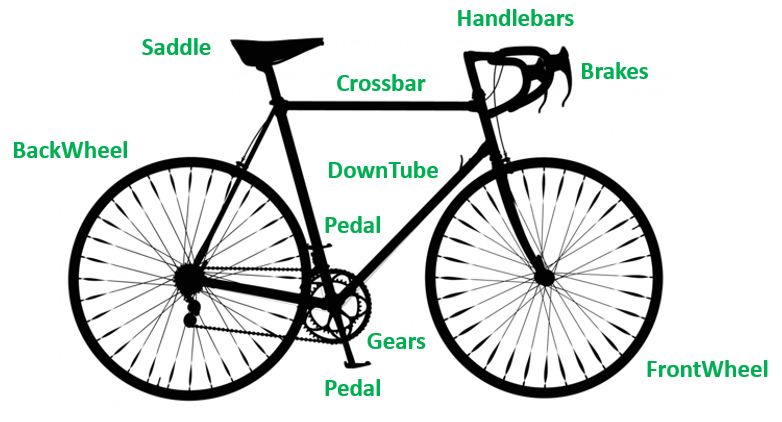 Handlebars
Saddle
Brakes
Crossbar
BackWheel
DownTube
Pedal
Gears
FrontWheel
Pedal